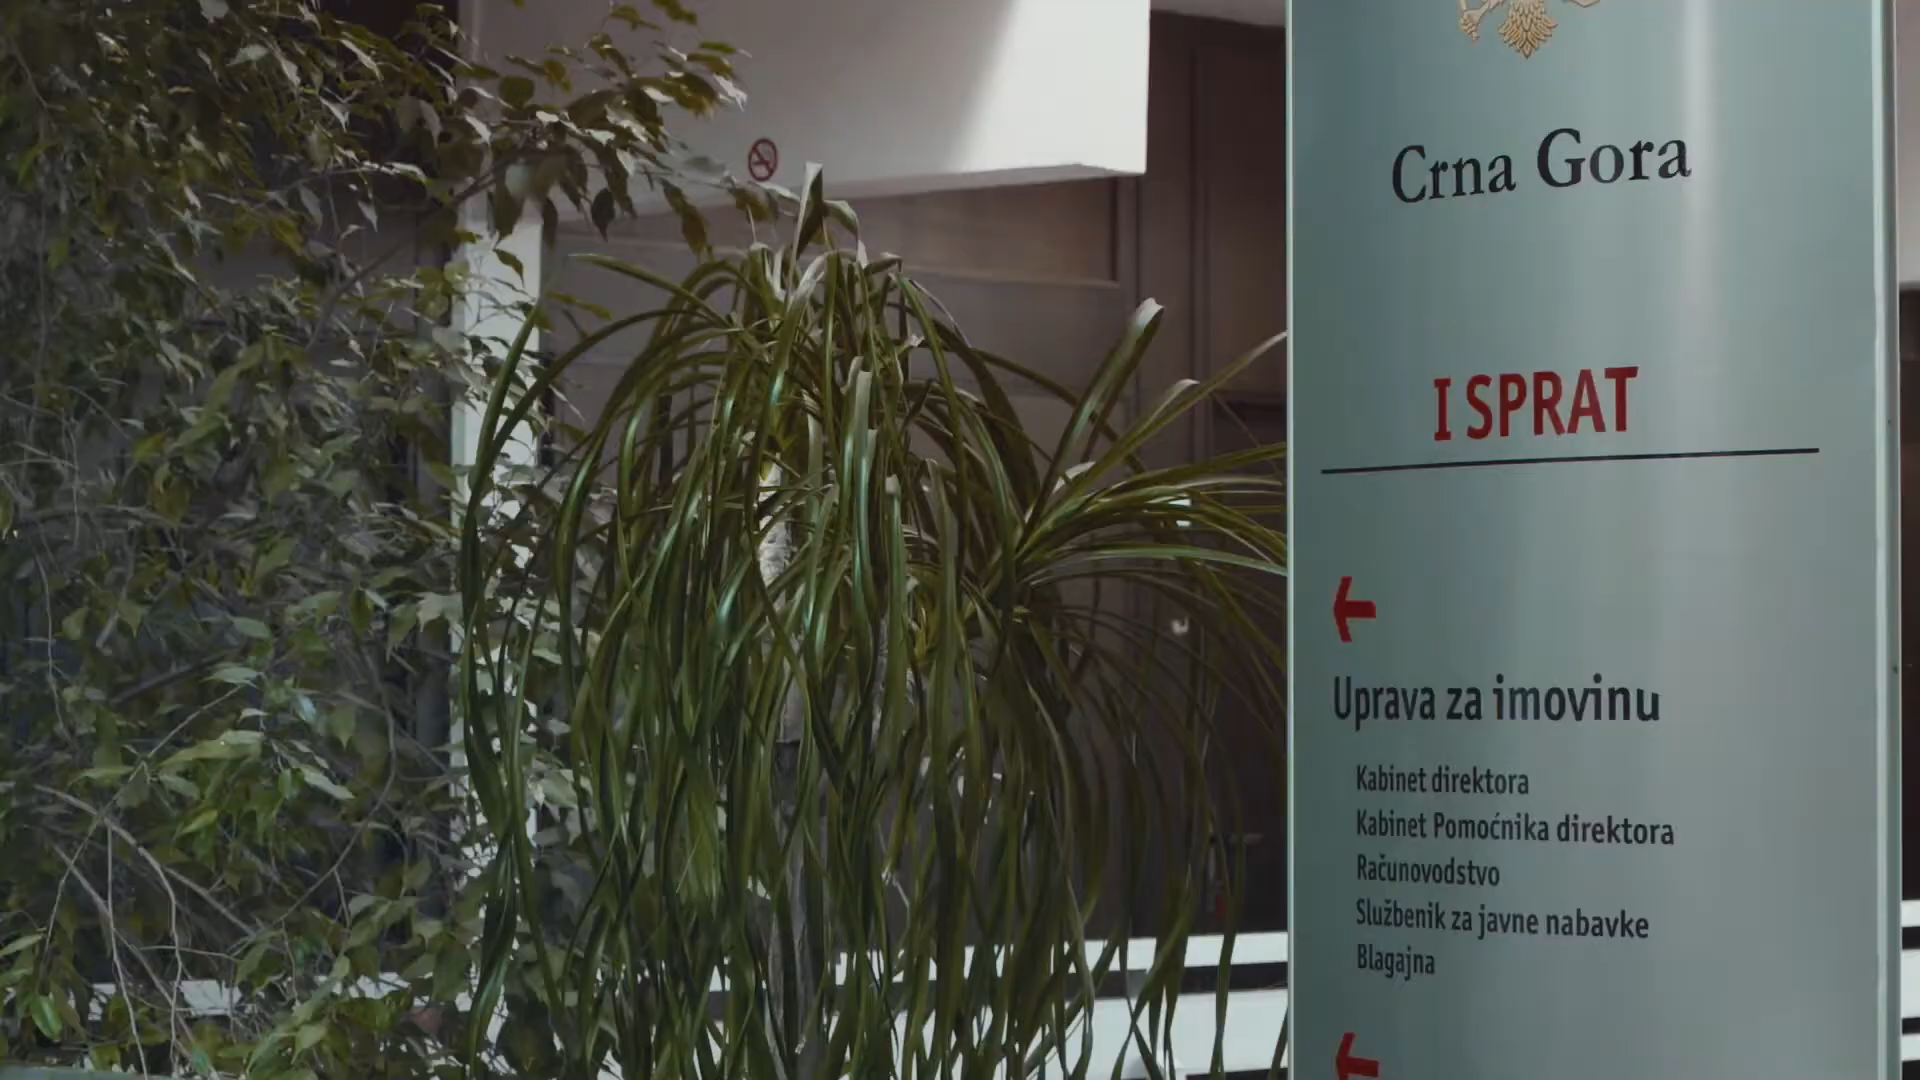 Crna Gora
I SPRAT
Uprava za imovinu
Kabinet direktora
Kabinet Pomoćnika direktora
Računovodstvo
Službenik za javne nabavke
Blagajna